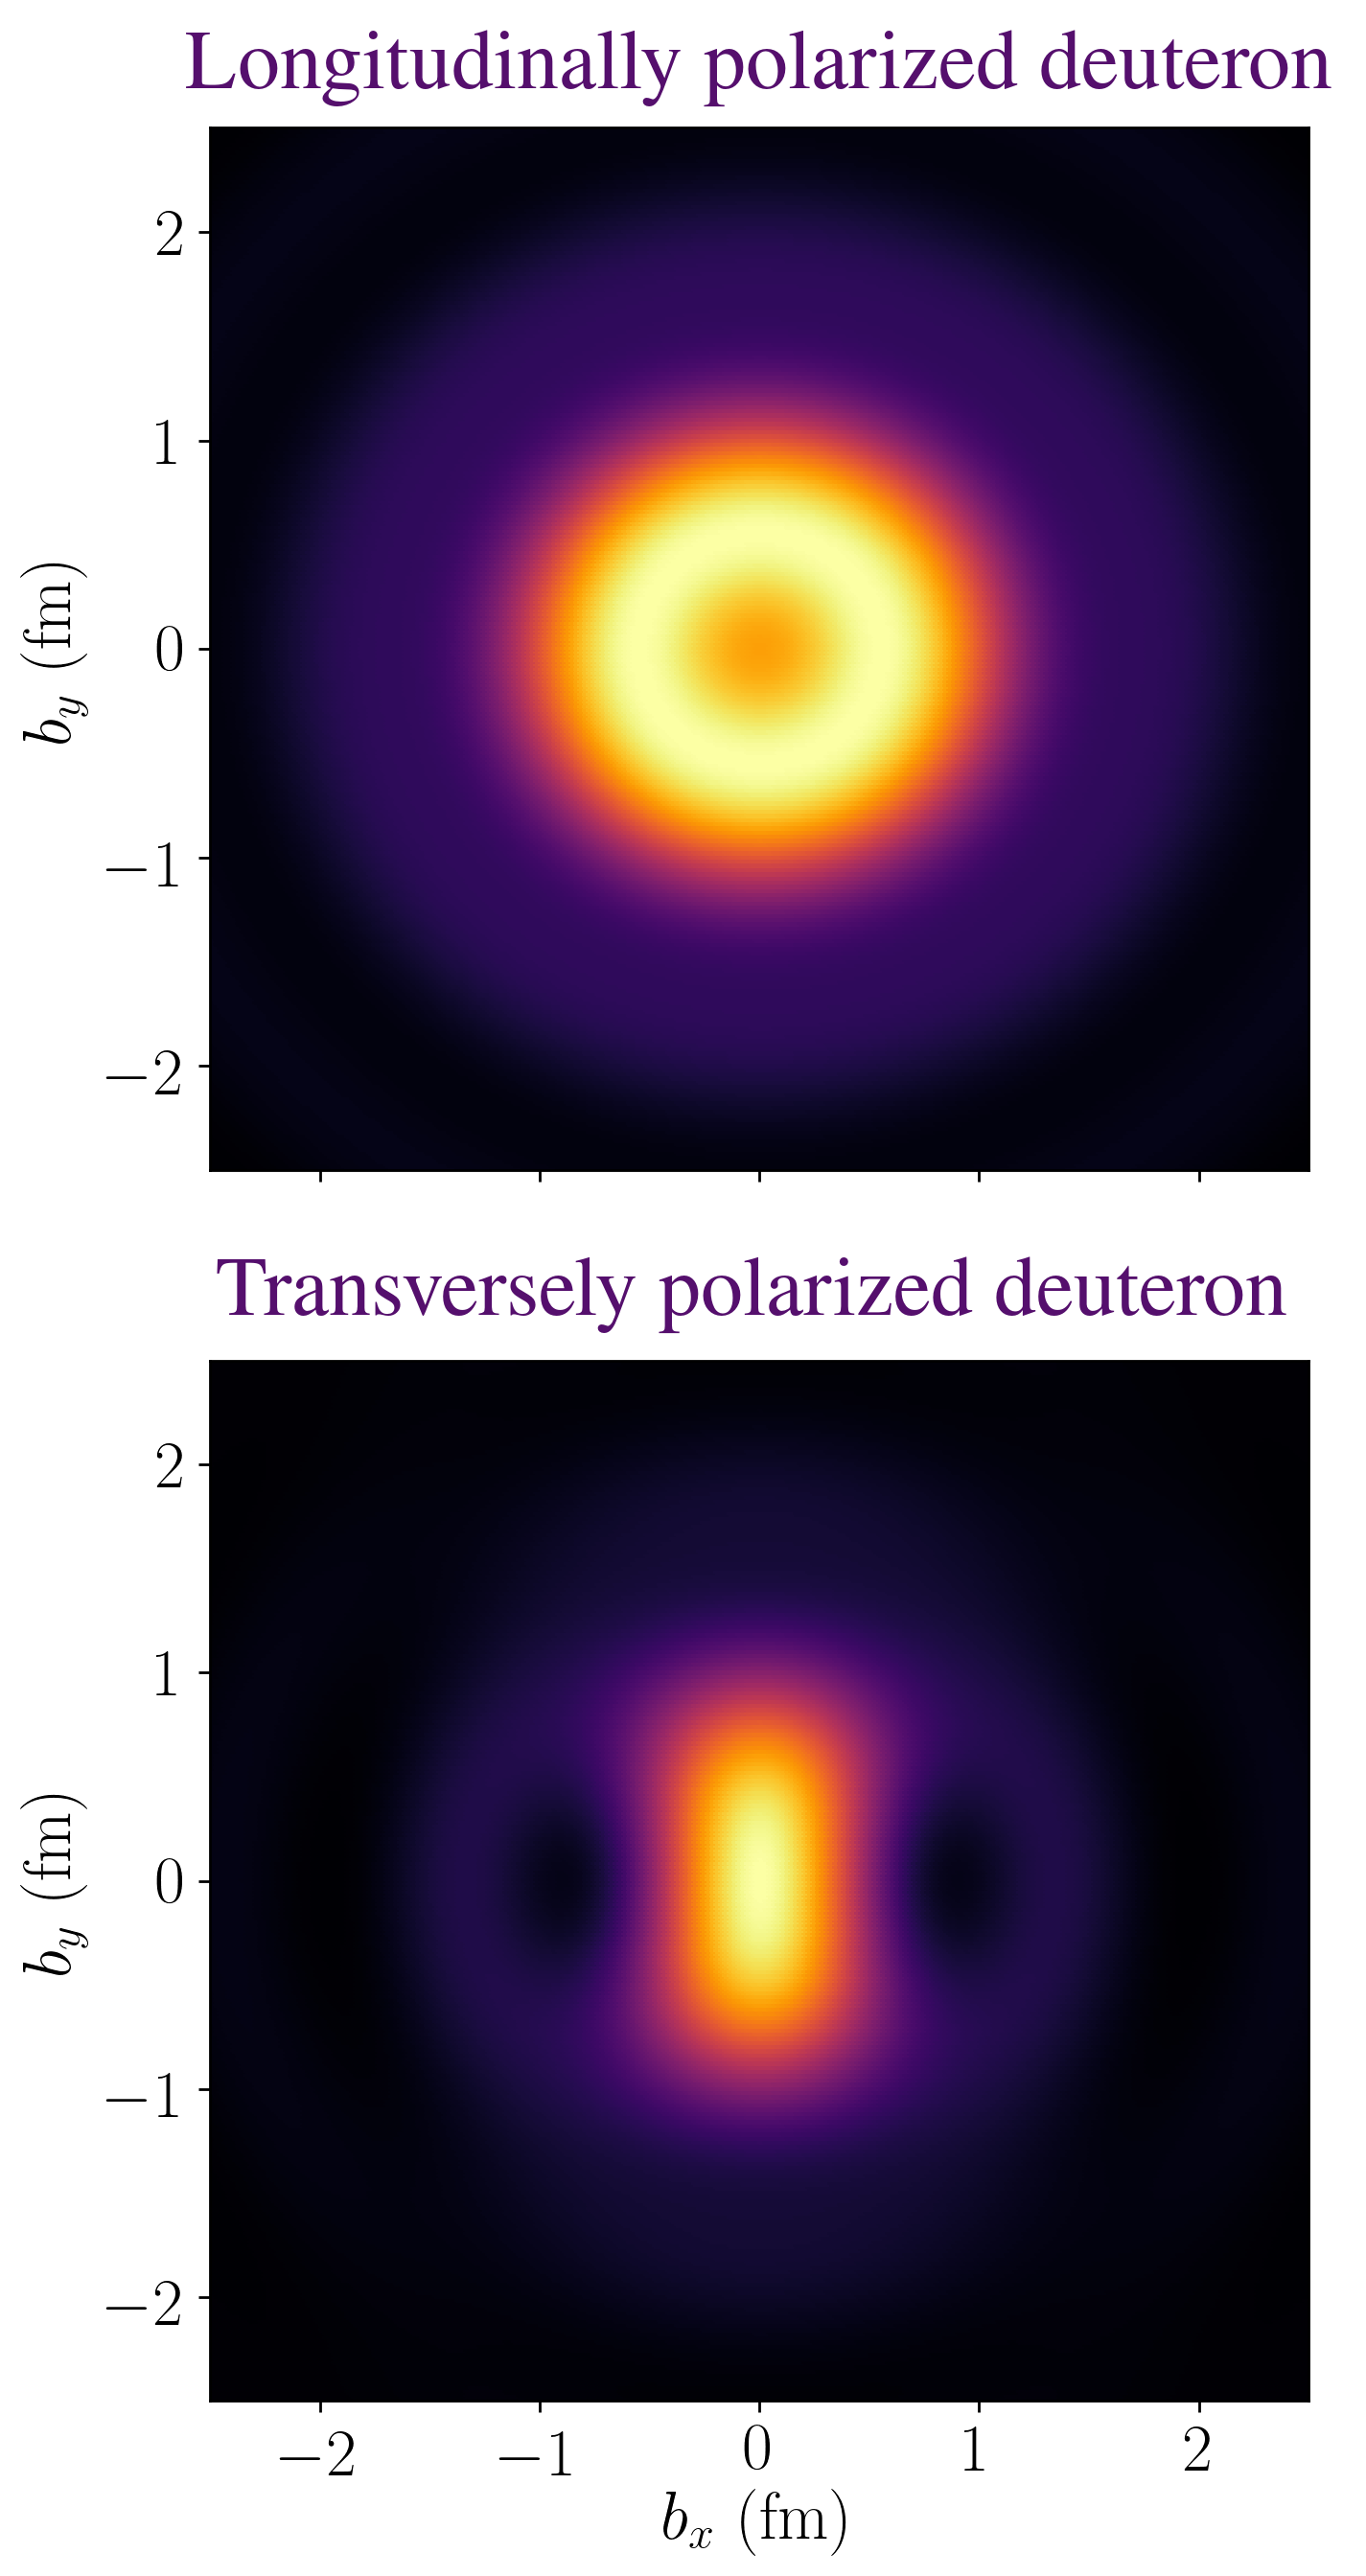 Longitudinally polarized deuteron
2
1
0
−1
−2
b_y (fm)
Transversely polarized deuteron
2
1
0
−1
−2
b_y (fm)
−2 −1 0 1 2
b_x (fm)